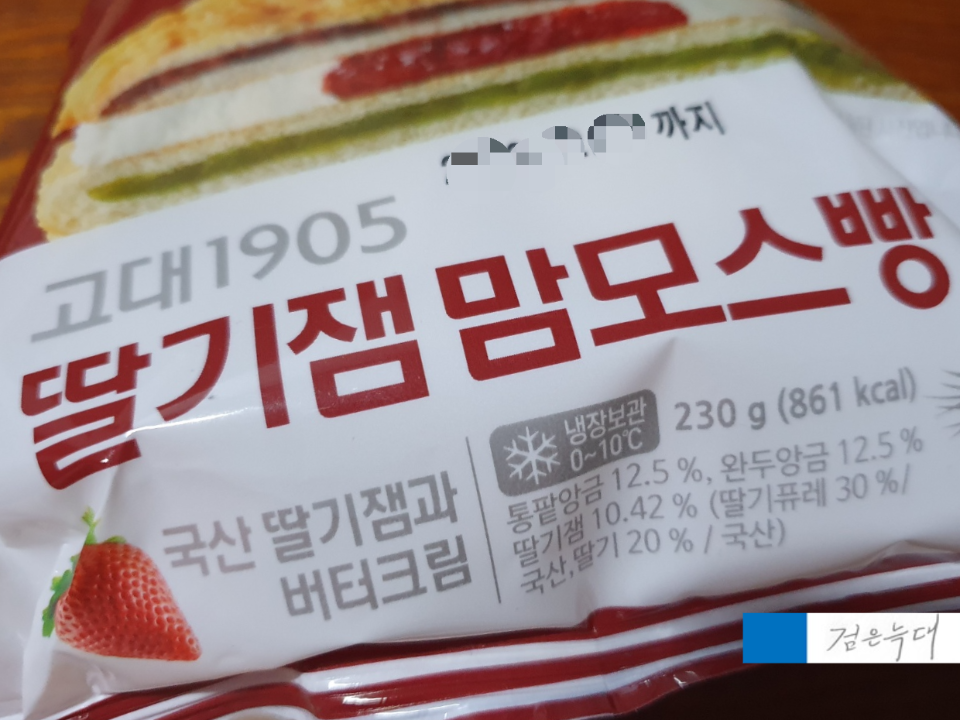 까지
고대1905
딸기잼맘모스빵
냉장보관
0~10℃
230 g (861 kcal)
통팥앙금 12.5 %, 완두앙금 12.5 %
딸기잼 10.42 % (딸기퓨레 30 %/
국산,딸기 20 % / 국산)
국산 딸기잼과
버터크림
검은늑대